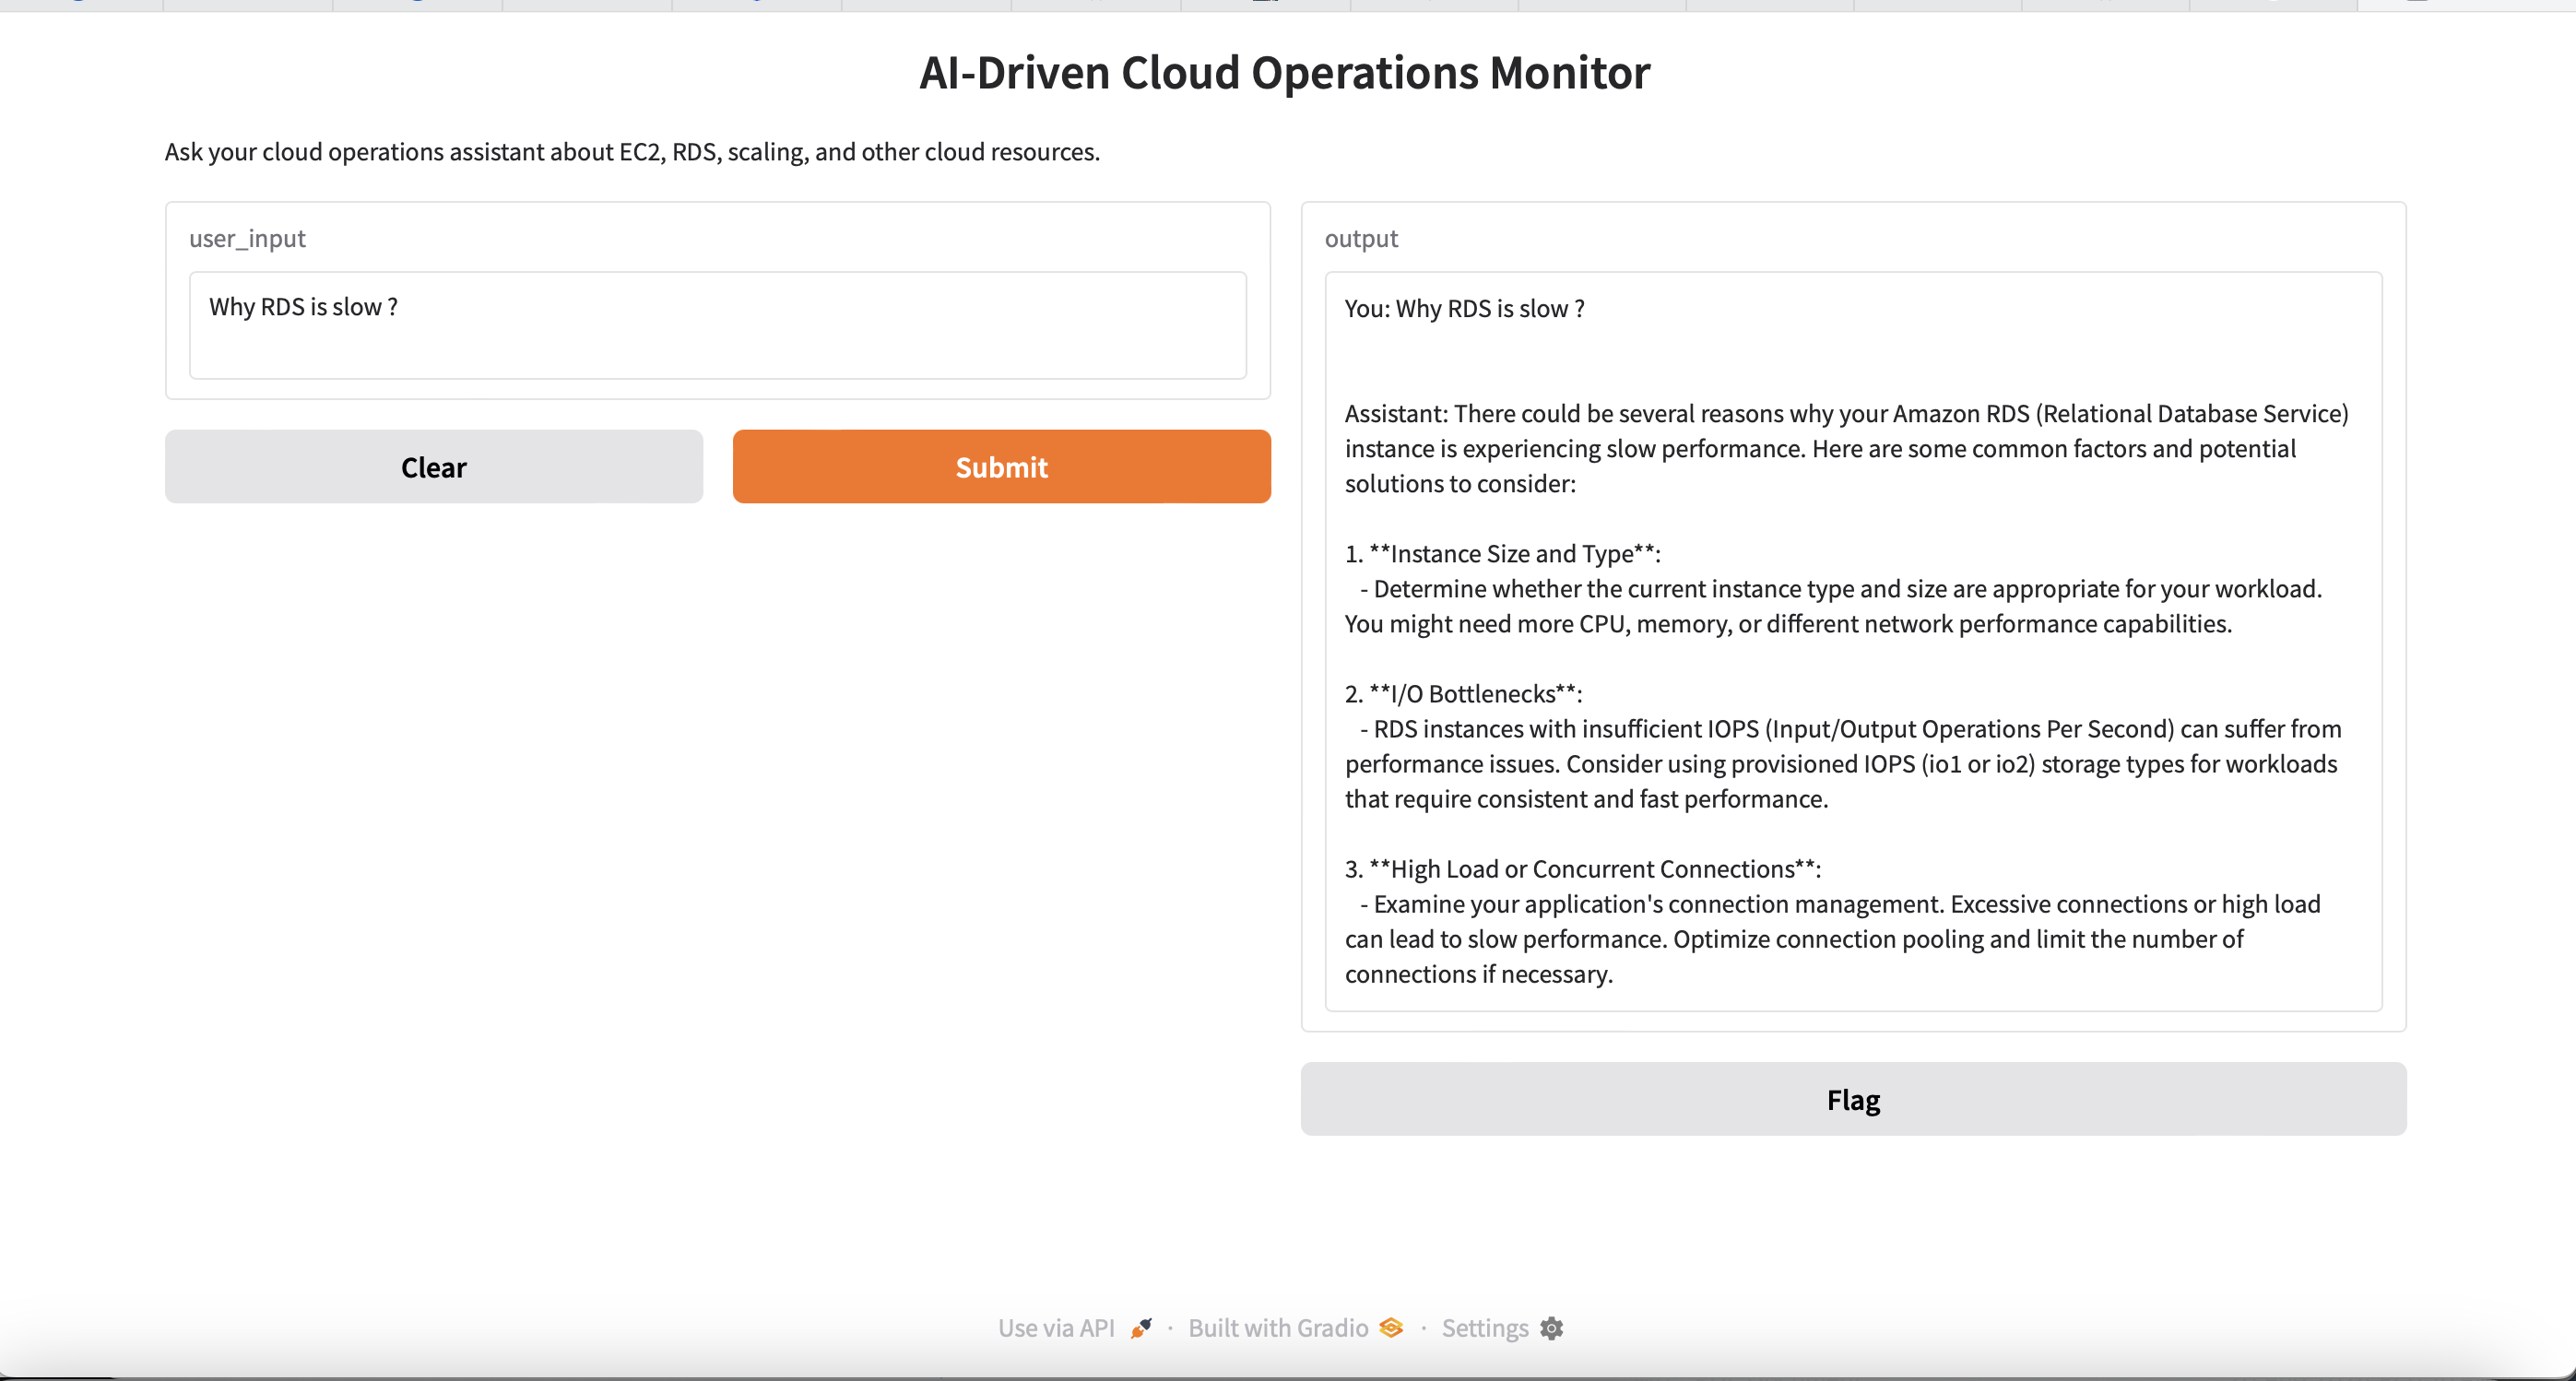 AI-Driven Cloud Operations Monitor
Ask your cloud operations assistant about EC2, RDS, scaling, and other cloud resources.
user_input
Why RDS is slow ?
Clear
Submit
output
You: Why RDS is slow ?
Assistant: There could be several reasons why your Amazon RDS (Relational Database Service)
instance is experiencing slow performance. Here are some common factors and potential
solutions to consider:
1. **Instance Size and Type**:
- Determine whether the current instance type and size are appropriate for your workload.
You might need more CPU, memory, or different network performance capabilities.
2. **I/O Bottlenecks**:
- RDS instances with insufficient IOPS (Input/Output Operations Per Second) can suffer from
performance issues. Consider using provisioned IOPS (io1 or io2) storage types for workloads
that require consistent and fast performance.
3. **High Load or Concurrent Connections**:
- Examine your application's connection management. Excessive connections or high load
can lead to slow performance. Optimize connection pooling and limit the number of
connections if necessary.
Flag
Use via API · Built with Gradio · Settings